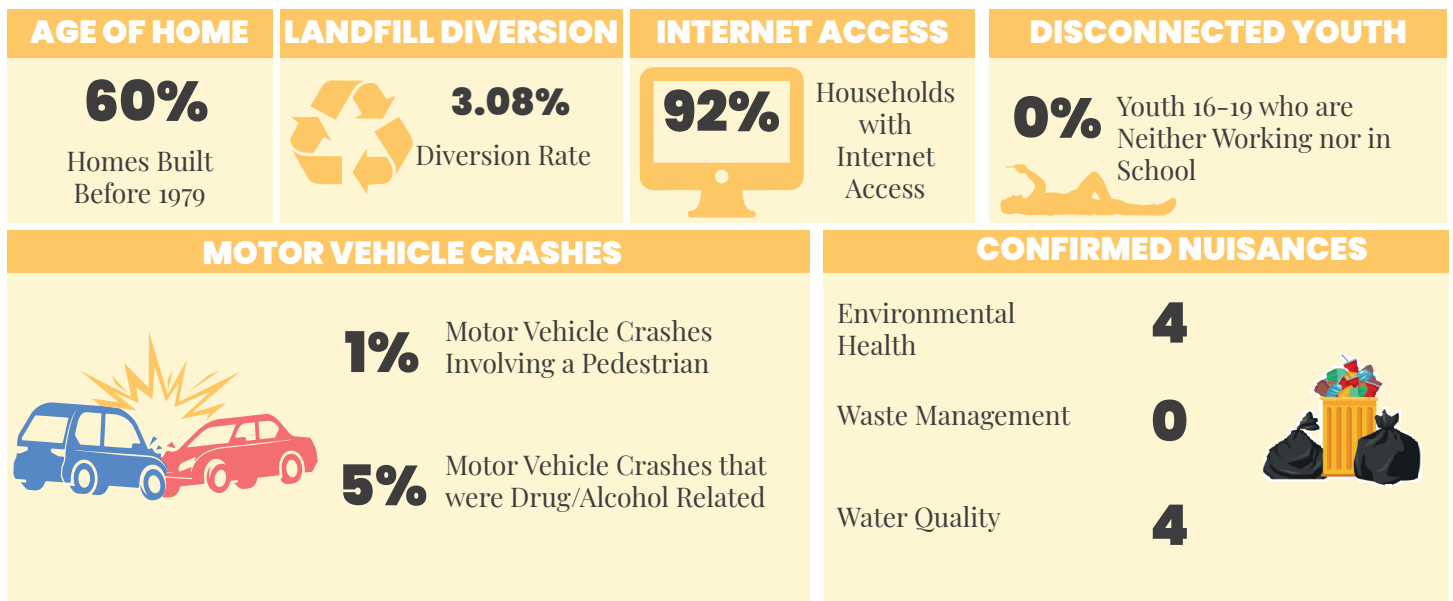 AGE OF HOME
60%
Homes Built
Before 1979
LANDFILL DIVERSION
3.08%
Diversion Rate
INTERNET ACCESS
92%
Households
with
Internet
Access
DISCONNECTED YOUTH
0%
Youth 16-19 who are
Neither Working nor in
School
MOTOR VEHICLE CRASHES
1%
Motor Vehicle Crashes
Involving a Pedestrian
5%
Motor Vehicle Crashes that
were Drug/Alcohol Related
CONFIRMED NUISANCES
Environmental
Health
4
Waste Management
0
Water Quality
4